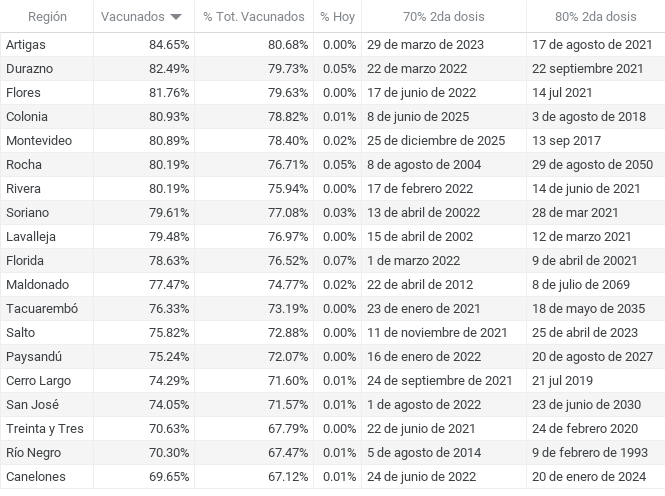 Región Vacunados % Tot. Vacunados % Hoy 70% 2da dosis 80% 2da dosis
Artigas 84.65% 80.68% 0.00% 29 de marzo de 2023 17 de agosto de 2021
Durazno 82.49% 79.73% 0.05% 22 de marzo 2022 22 septiembre 2021
Flores 81.76% 79.63% 0.00% 17 de junio de 2022 14 jul 2021
Colonia 80.93% 78.82% 0.01% 8 de junio de 2025 3 de agosto de 2018
Montevideo 80.89% 78.40% 0.02% 25 de diciembre de 2025 13 sep 2017
Rocha 80.19% 76.71% 0.05% 8 de agosto de 2004 29 de agosto de 2050
Rivera 80.19% 75.94% 0.00% 17 de febrero 2022 14 de junio de 2021
Soriano 79.61% 77.08% 0.03% 13 de abril de 20022 28 de mar 2021
Lavalleja 79.48% 76.97% 0.00% 15 de abril de 2002 12 de marzo 2021
Florida 78.63% 76.52% 0.07% 1 de marzo 2022 9 de abril de 20021
Maldonado 77.47% 74.77% 0.02% 22 de abril de 2012 8 de julio de 2069
Tacuarembó 76.33% 73.19% 0.00% 23 de enero de 2021 18 de mayo de 2035
Salto 75.82% 72.88% 0.00% 11 de noviembre de 2021 25 de abril de 2023
Paysandú 75.24% 72.07% 0.00% 16 de enero de 2022 20 de agosto de 2027
Cerro Largo 74.29% 71.60% 0.01% 24 de septiembre de 2021 21 jul 2019
San José 74.05% 71.57% 0.01% 1 de agosto de 2022 23 de junio de 2030
Treinta y Tres 70.63% 67.79% 0.00% 22 de junio de 2021 24 de febrero 2020
Río Negro 70.30% 67.47% 0.01% 5 de agosto de 2014 9 de febrero de 1993
Canelones 69.65% 67.12% 0.01% 24 de junio de 2022 20 de enero de 2024